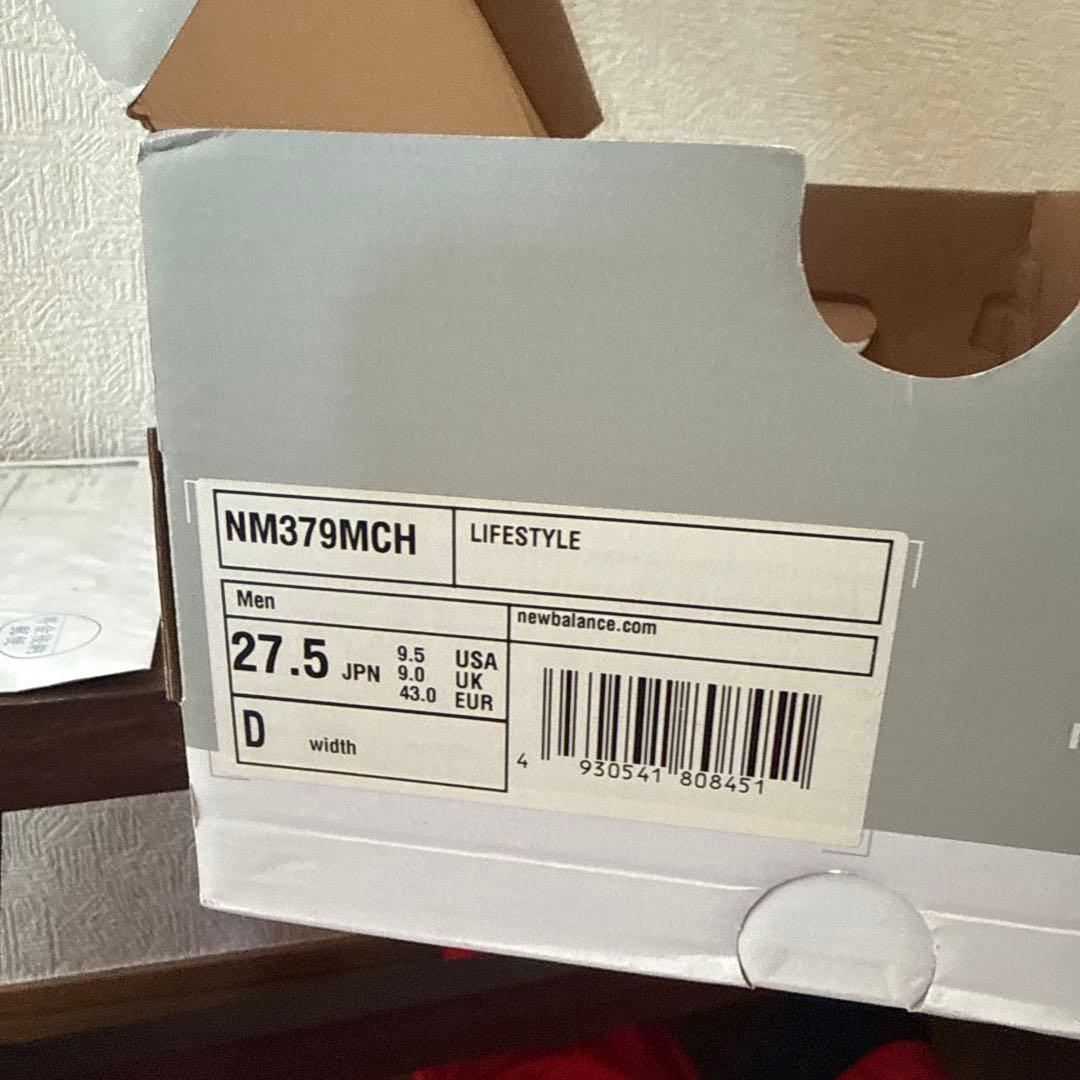 NM379MCH
LIFESTYLE
Men
newbalance.com
27.5 JPN
9.5 USA
9.0 UK
43.0 EUR
D width
4 930541 808451